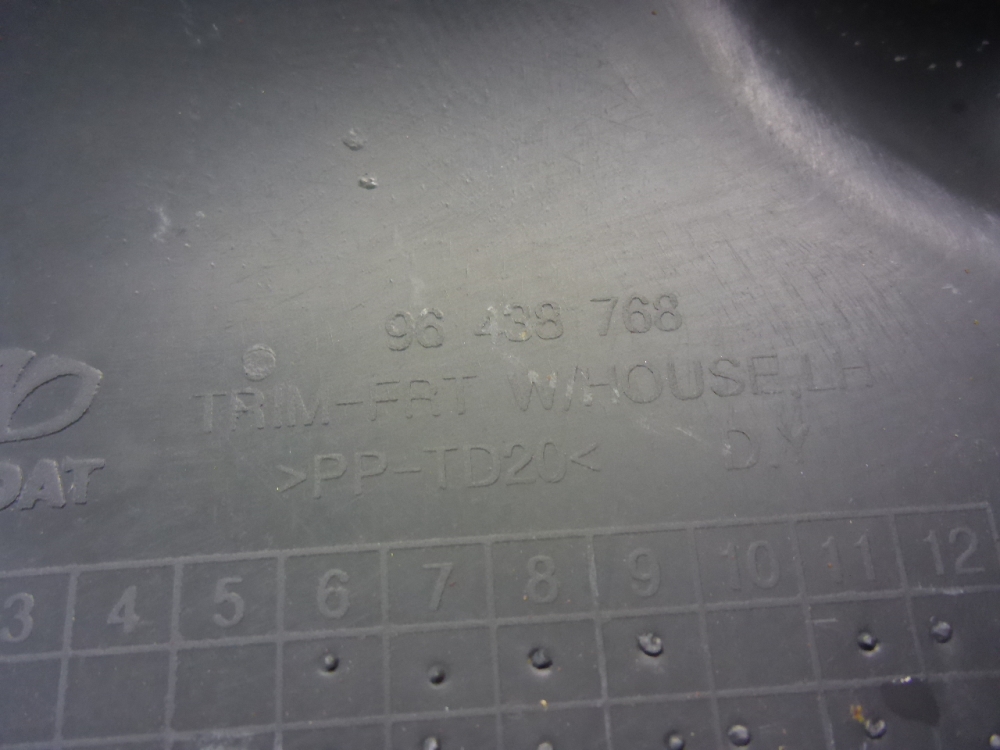 96 438 768
TRIM-FRT W/HOUSE,LH
>PP-TD20< D.Y
DAT
3 4 5 6 7 8 9 10 11 12